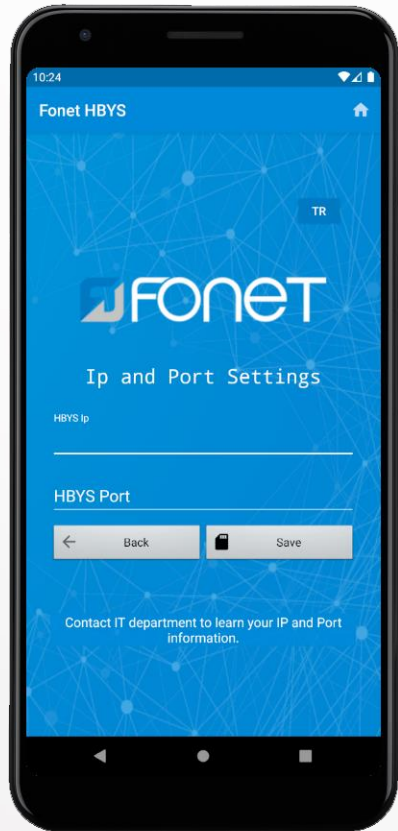 10:24
Fonet HBYS
TR
FONET
Ip and Port Settings
HBYS Ip
HBYS Port
Back
Save
Contact IT department to learn your IP and Port
information.